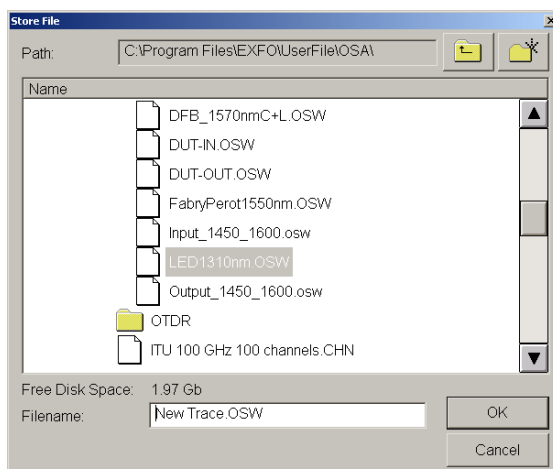 Store File
Path: C:\Program Files\EXFO\UserFile\OSA\
Name
DFB_1570nmC+L.OSW
DUT-IN.OSW
DUT-OUT.OSW
FabryPerot1550nm.OSW
Input_1450_1600.osw
LED1310nm.OSW
Output_1450_1600.osw
OTDR
ITU 100 GHz 100 channels.CHN
Free Disk Space: 1.97 Gb
Filename: New Trace.OSW
OK
Cancel